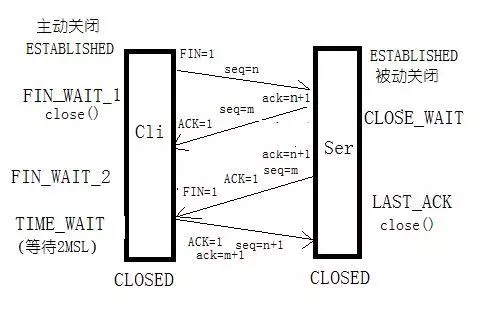 主动关闭
ESTABLISHED
FIN=1
seq=n
ESTABLISHED
被动关闭
FIN_WAIT_1
close()
Cli
ack=n+1
seq=m
ACK=1
Ser
CLOSE_WAIT
ack=n+1
seq=m
ACK=1
FIN=1
FIN_WAIT_2
LAST_ACK
close()
TIME_WAIT
(等待2MSL)
ACK=1 seq=n+1
ack=m+1
CLOSED
CLOSED